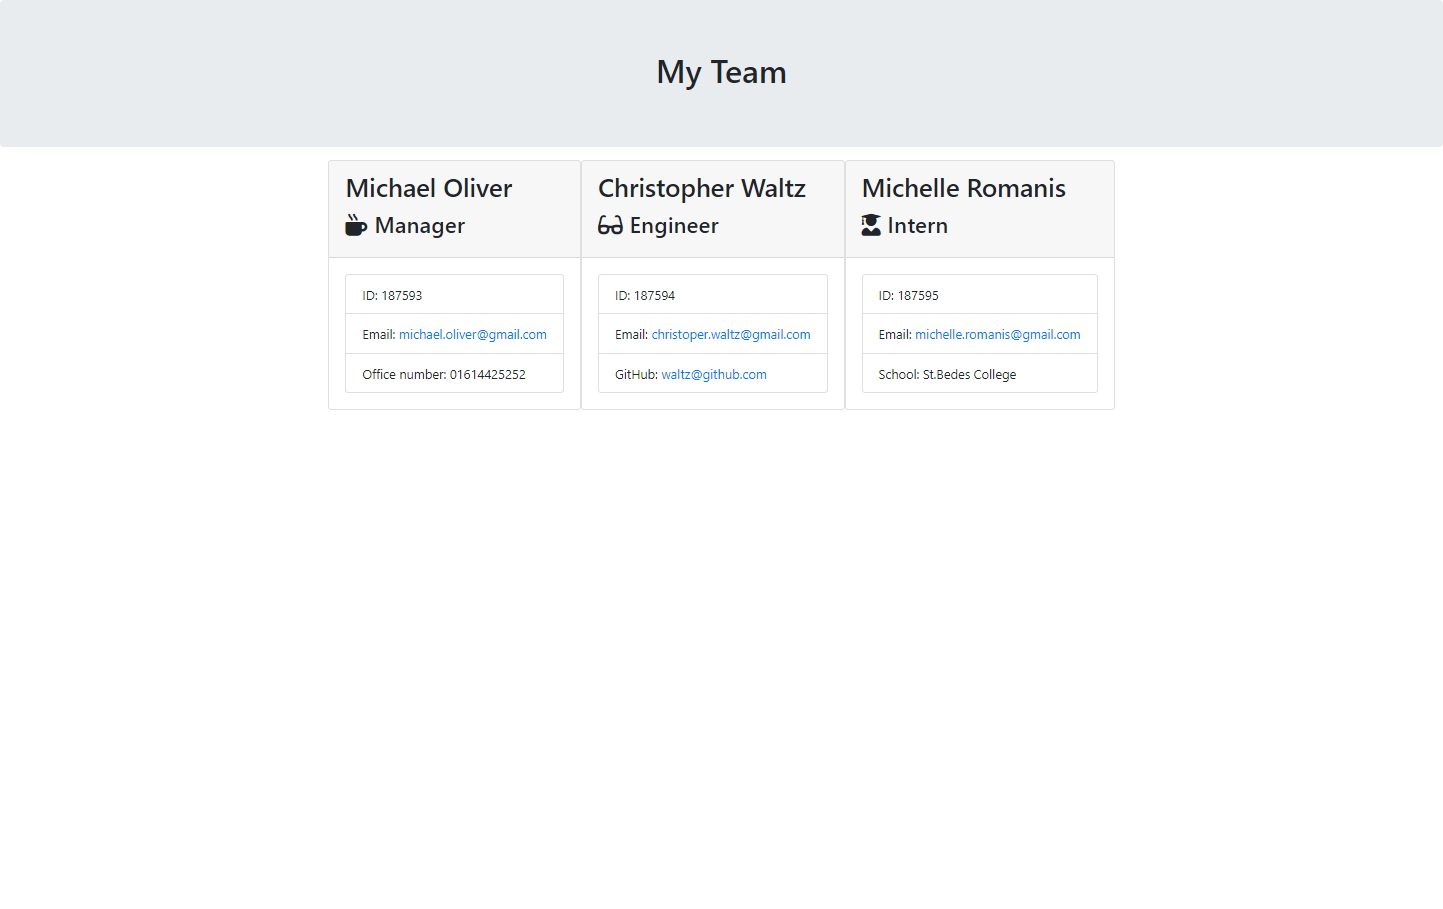 My Team
Michael Oliver
Manager
ID: 187593
Email: michael.oliver@gmail.com
Office number: 01614425252
Christopher Waltz
Engineer
ID: 187594
Email: christoper.waltz@gmail.com
GitHub: waltz@github.com
Michelle Romanis
Intern
ID: 187595
Email: michelle.romanis@gmail.com
School: St.Bedes College